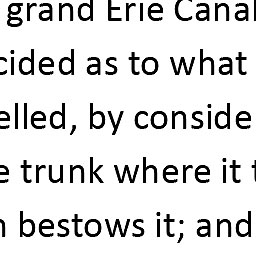 grand Erie Canal
cided as to what
elled, by conside
e trunk where it t
n bestows it; and